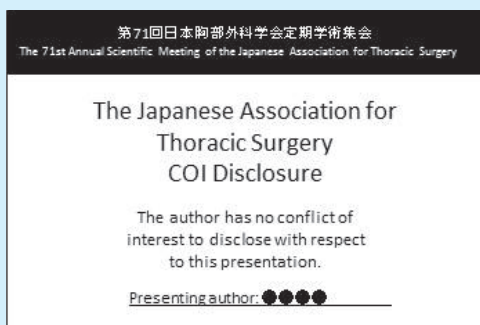 第71回日本胸部外科学会定期学術集会
The 71st Annual Scientific Meeting of the Japanese Association for Thoracic Surgery
The Japanese Association for
Thoracic Surgery
COI Disclosure
The author has no conflict of
interest to disclose with respect
to this presentation.
Presenting author: ●●●●